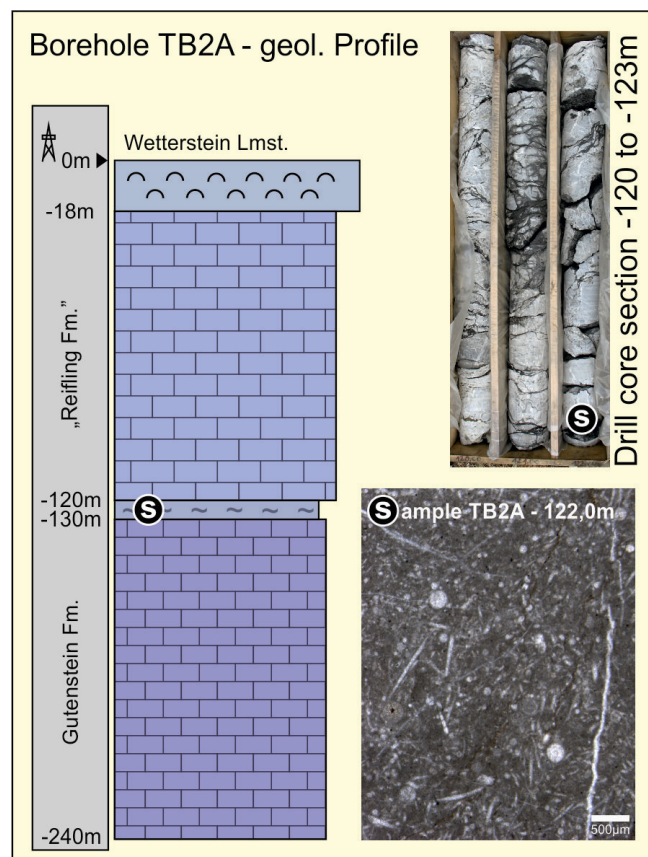 Borehole TB2A - geol. Profile
Wetterstein Lmst.
0m
-18m
„Reifling Fm.”
-120m
-130m
Gutenstein Fm.
-240m
S
Drill core section -120 to -123m
S
S ample TB2A - 122,0m
500µm